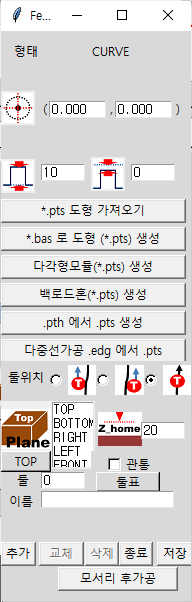 Fe...
형태 CURVE
( 0.000 , 0.000 )
10 0
*.pts 도형 가져오기
*.bas 로 도형 (*.pts) 생성
다각형모듈(*.pts) 생성
백로드혼(*.pts) 생성
.pth 에서 .pts 생성
다중선가공 .edg 에서 .pts
툴위치 T T T
Top Plane
TOP
BOTTOM
RIGHT
LEFT
FRONT
Z_home 20
TOP 관통
툴 0 툴표
이름
추가 교체 삭제 종료 저장
모서리 후가공